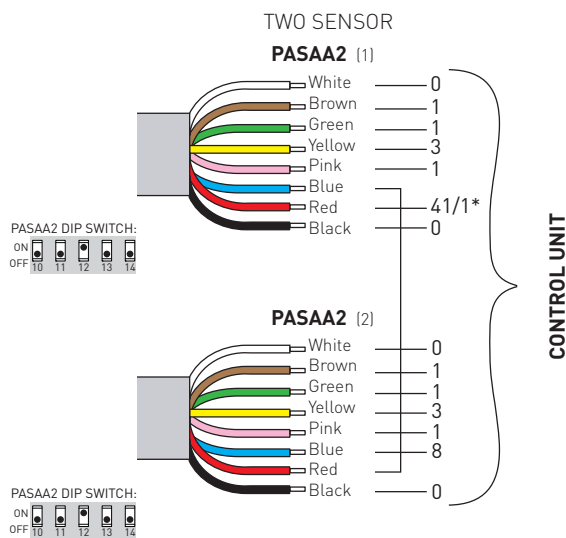 TWO SENSOR
PASAA2 (1)
White 0
Brown 1
Green 1
Yellow 3
Pink 1
Blue
Red 41/1*
Black 0
PASAA2 DIP SWITCH:
ON
OFF 10 11 12 13 14
CONTROL UNIT
PASAA2 (2)
White 0
Brown 1
Green 1
Yellow 3
Pink 1
Blue 8
Red
Black 0
PASAA2 DIP SWITCH:
ON
OFF 10 11 12 13 14